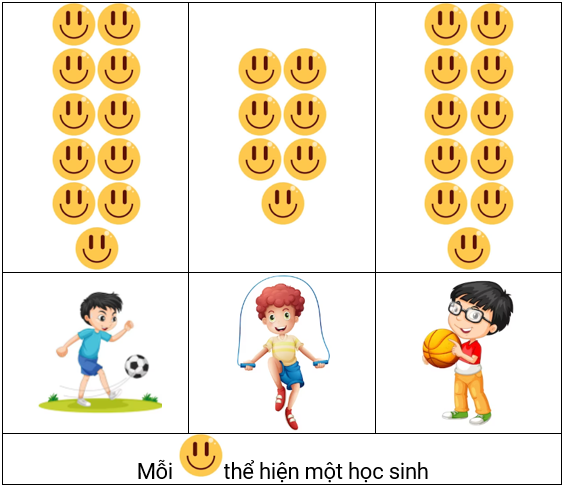 Mỗi thể hiện một học sinh